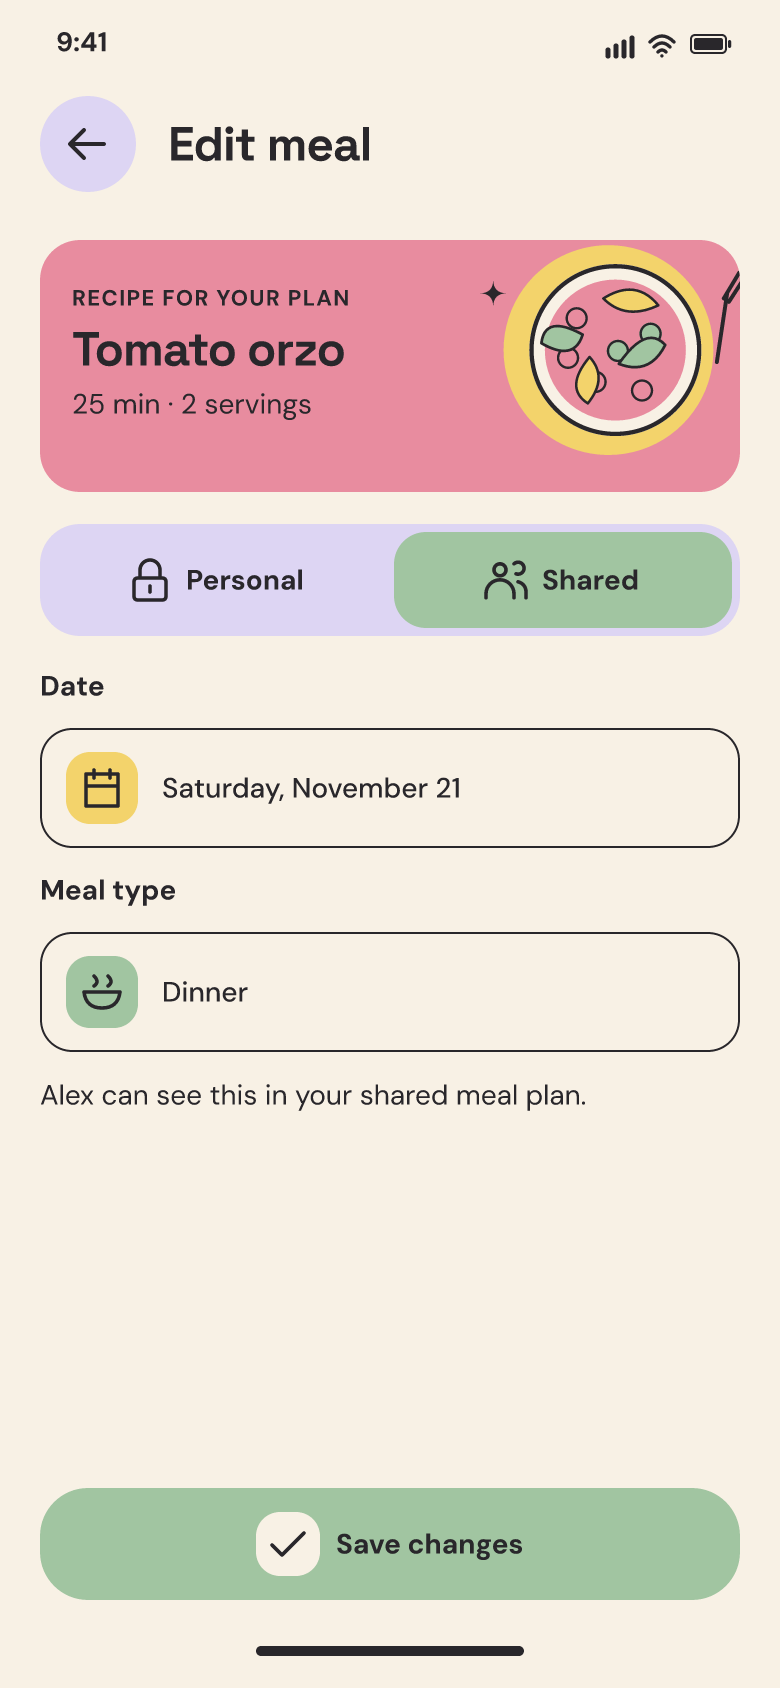 9:41
Edit meal
RECIPE FOR YOUR PLAN
Tomato orzo
25 min · 2 servings
Personal
Shared
Date
Saturday, November 21
Meal type
Dinner
Alex can see this in your shared meal plan.
Save changes